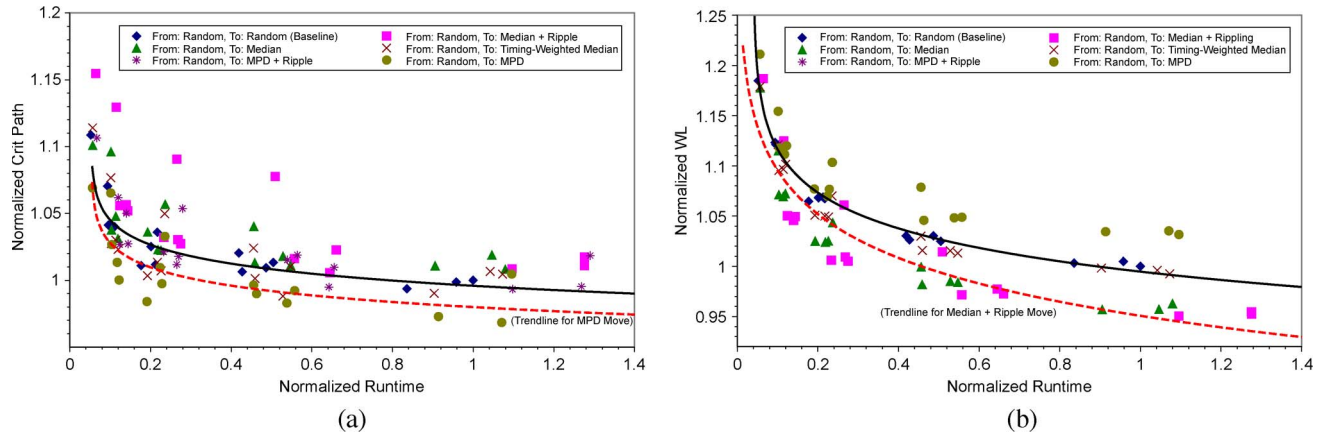 1.2
1.15
1.1
1.05
1
0.95
Normalized Crit Path
From: Random, To: Random (Baseline)
From: Random, To: Median + Ripple
From: Random, To: Median
From: Random, To: Timing-Weighted Median
From: Random, To: MPD + Ripple
From: Random, To: MPD
(Trendline for MPD Move)
0 0.2 0.4 0.6 0.8 1 1.2 1.4
Normalized Runtime
(a)
1.25
1.2
1.15
1.10
1.05
1.00
0.95
Normalized WL
From: Random, To: Random (Baseline)
From: Random, To: Median + Rippling
From: Random, To: Median
From: Random, To: Timing-Weighted Median
From: Random, To: MPD + Ripple
From: Random, To: MPD
(Trendline for Median + Ripple Move)
0 0.2 0.4 0.6 0.8 1 1.2 1.4
Normalized Runtime
(b)